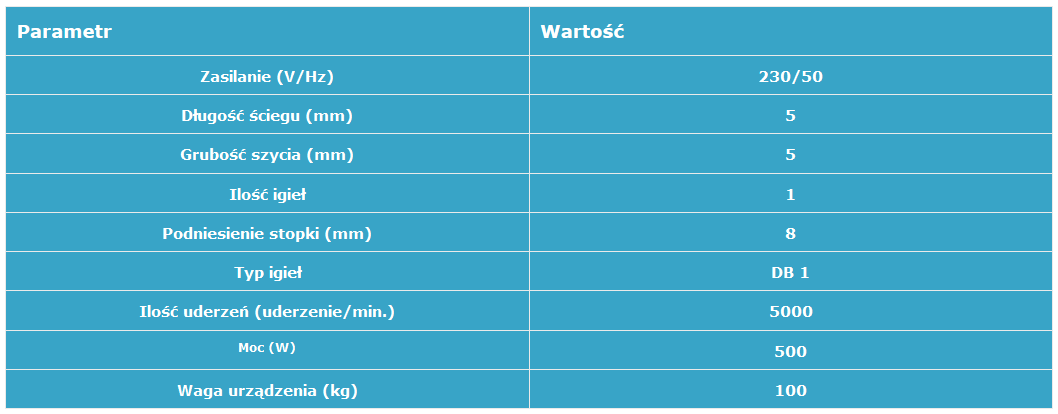 Parametr Wartość
Zasilanie (V/Hz) 230/50
Długość ściegu (mm) 5
Grubość szycia (mm) 5
Ilość igieł 1
Podniesienie stopki (mm) 8
Typ igieł DB 1
Ilość uderzeń (uderzenie/min.) 5000
Moc (W) 500
Waga urządzenia (kg) 100